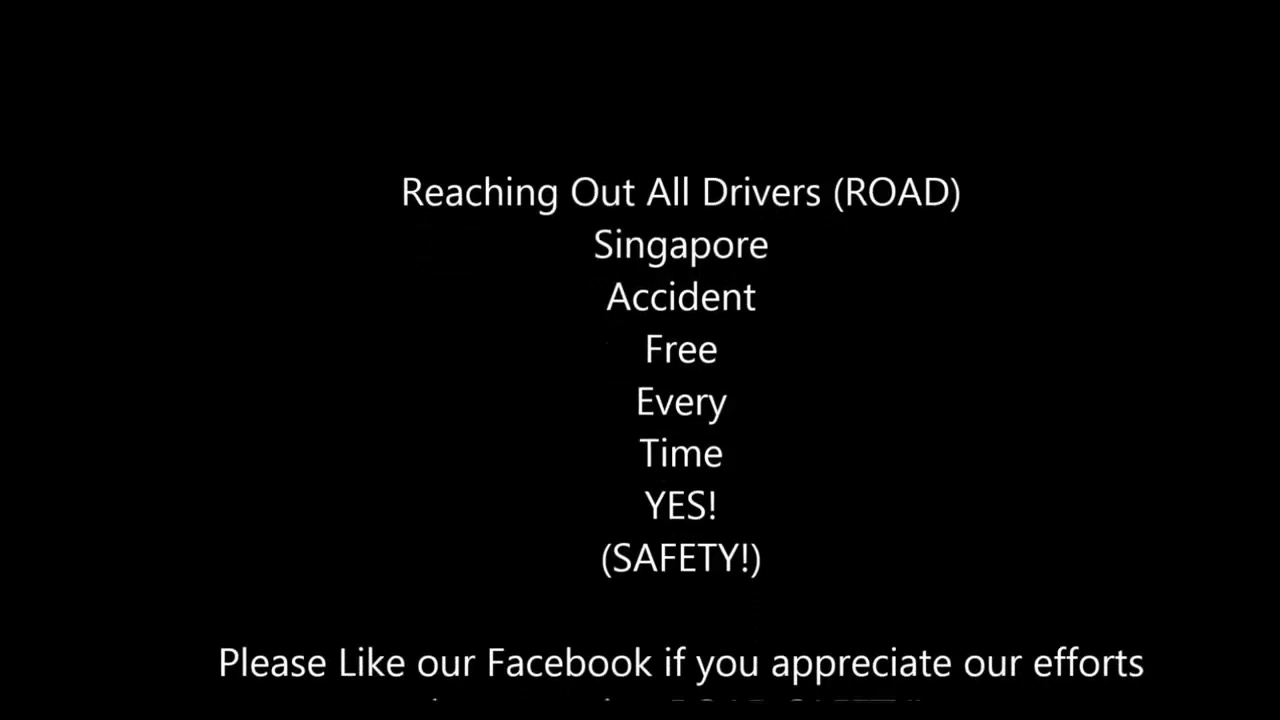 Reaching Out All Drivers (ROAD)
Singapore
Accident
Free
Every
Time
YES!
(SAFETY!)
Please Like our Facebook if you appreciate our efforts